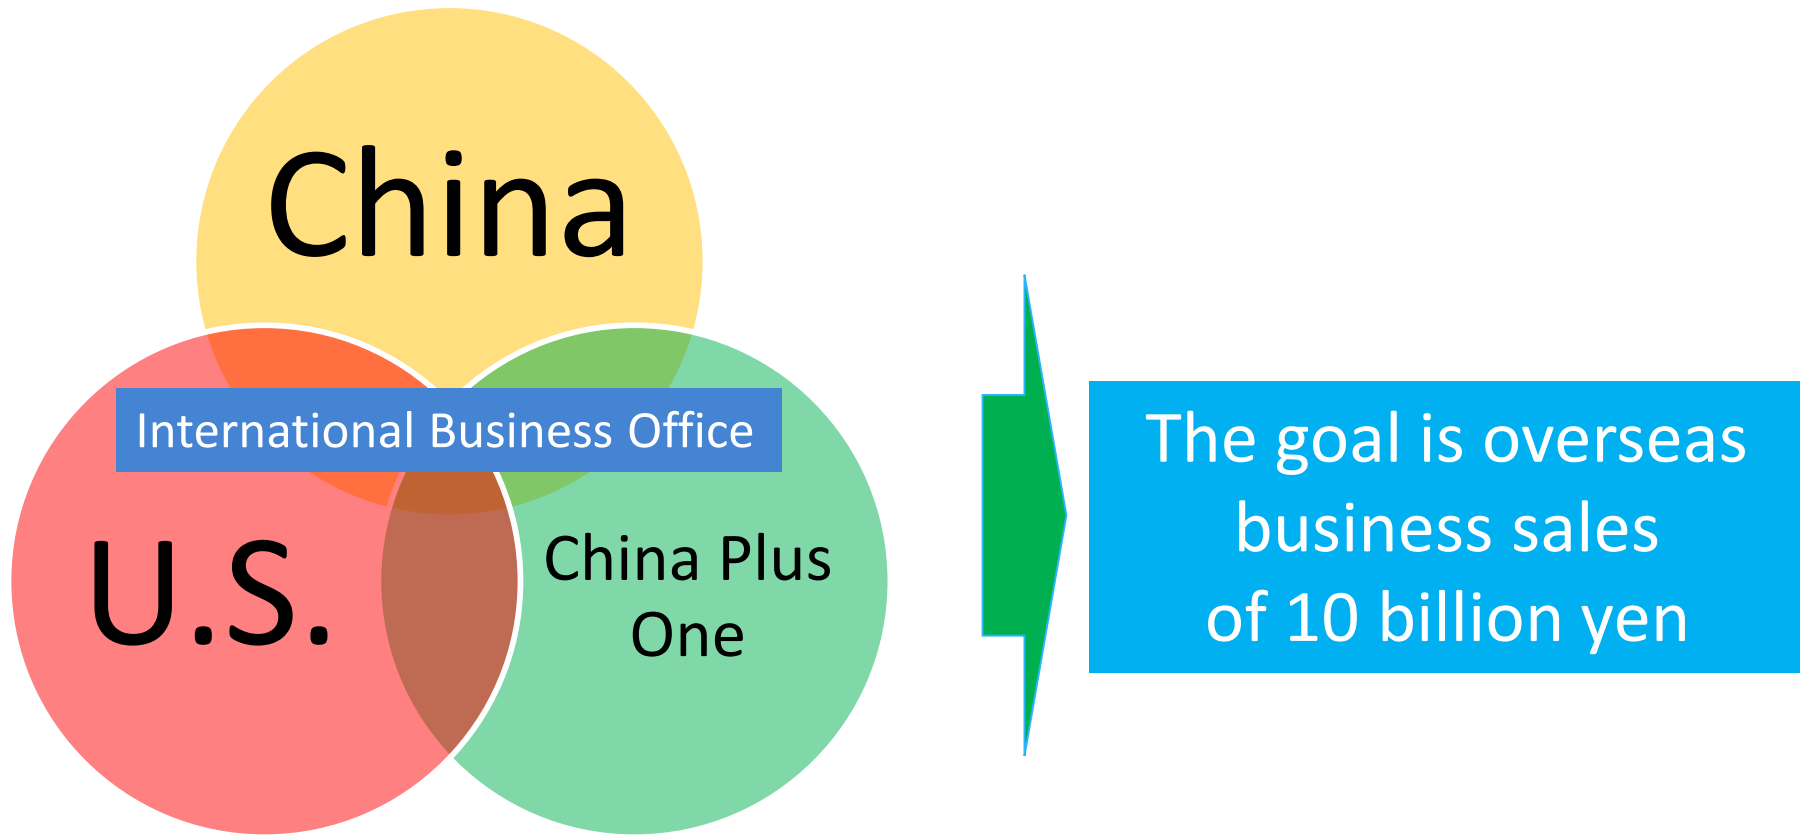 China
International Business Office
U.S.
China Plus
One
The goal is overseas
business sales
of 10 billion yen